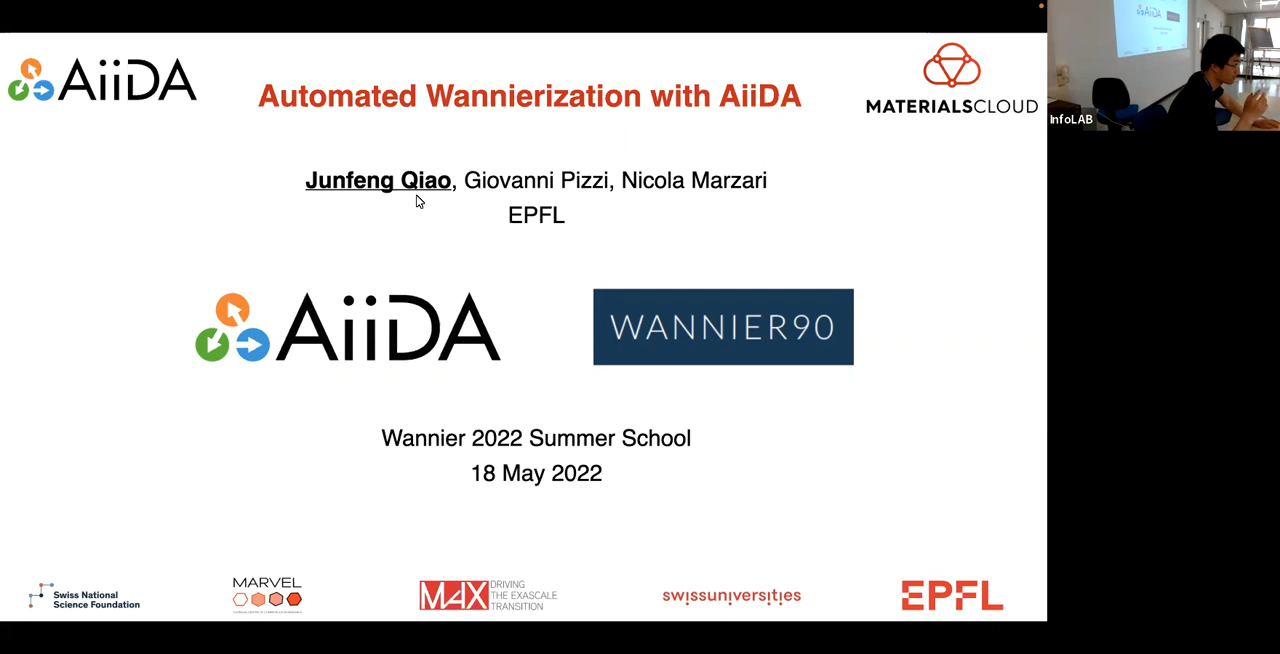 AiiDA
Automated Wannierization with AiiDA
MATERIALSCLOUD
InfoLAB
Junfeng Qiao, Giovanni Pizzi, Nicola Marzari
EPFL
AiiDA
WANNIER90
Wannier 2022 Summer School
18 May 2022
Swiss National
Science Foundation
MARVEL
MAX
DRIVING
THE EXASCALE
TRANSITION
swissuniversities
EPFL